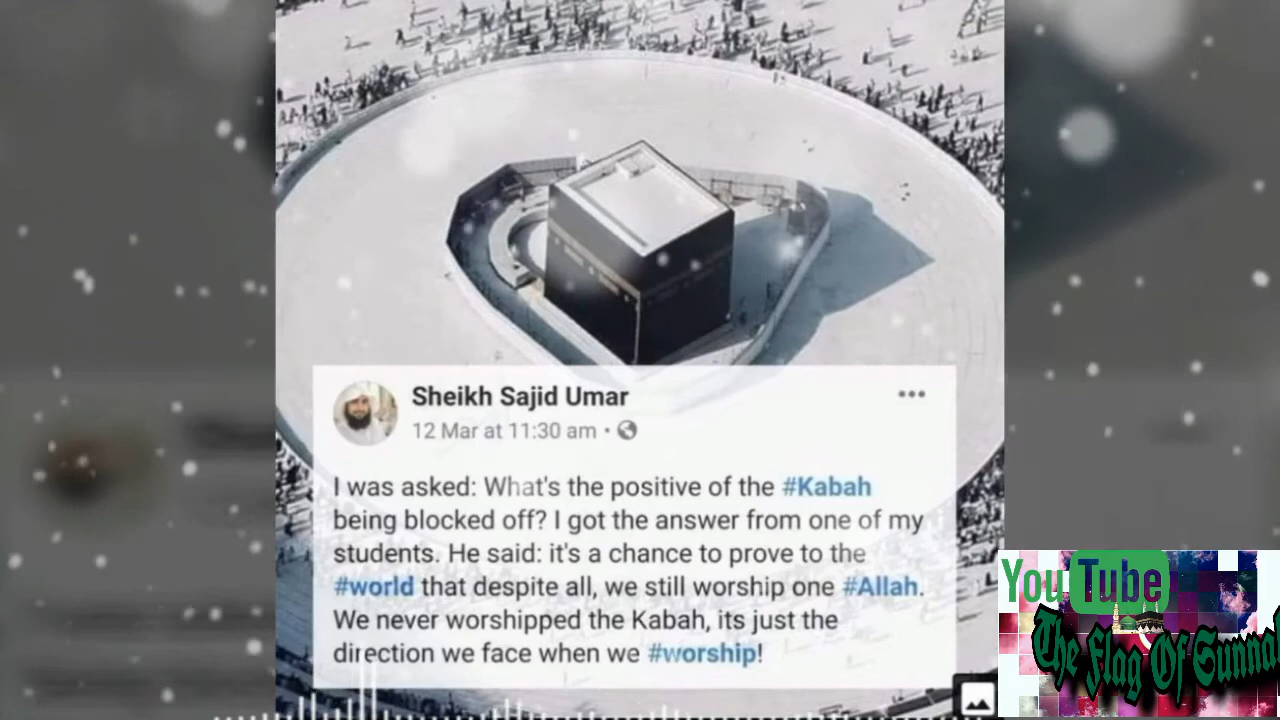 Sheikh Sajid Umar
12 Mar at 11:30 am •
I was asked: What's the positive of the #Kabah
being blocked off? I got the answer from one of my
students. He said: it's a chance to prove to the
#world that despite all, we still worship one #Allah.
We never worshipped the Kabah, its just the
direction we face when we #worship!
YouTube
The Flag Of Sunnah